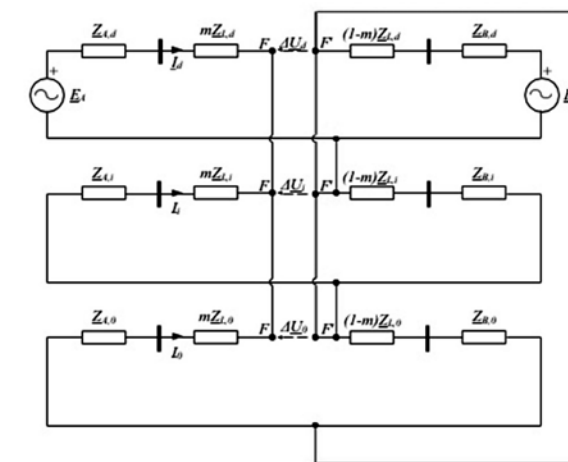 Z_A,d mZ_L,d F ΔU_d F' (1-m)Z_L,d Z_B,d
I_d
+ +
E_A E
Z_A,i mZ_L,i F ΔU_i F' (1-m)Z_L,i Z_B,i
I_i
Z_A,0 mZ_L,0 F ΔU_0 F' (1-m)Z_L,0 Z_B,0
I_0